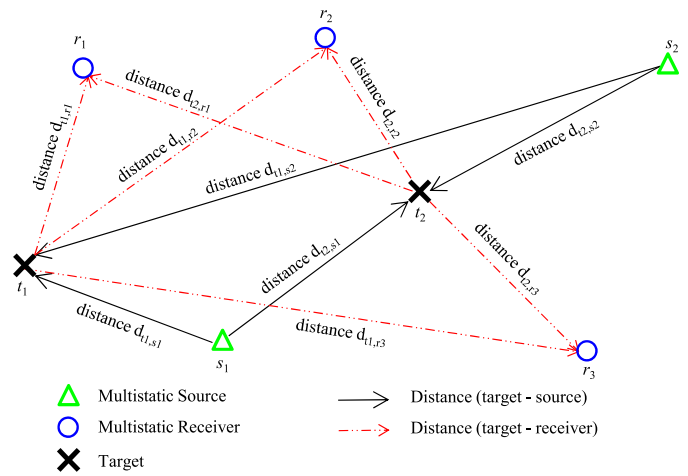 r2
r1
s2
distance dt2,r1
distance dt2,r2
distance dt1,r1
distance dt1,r2
distance dt2,s2
distance dt1,s2
t2
distance dt2,s1
distance dt2,r3
t1
distance dt1,s1
distance dt1,r3
s1
r3
Multistatic Source
Distance (target - source)
Multistatic Receiver
Distance (target - receiver)
Target